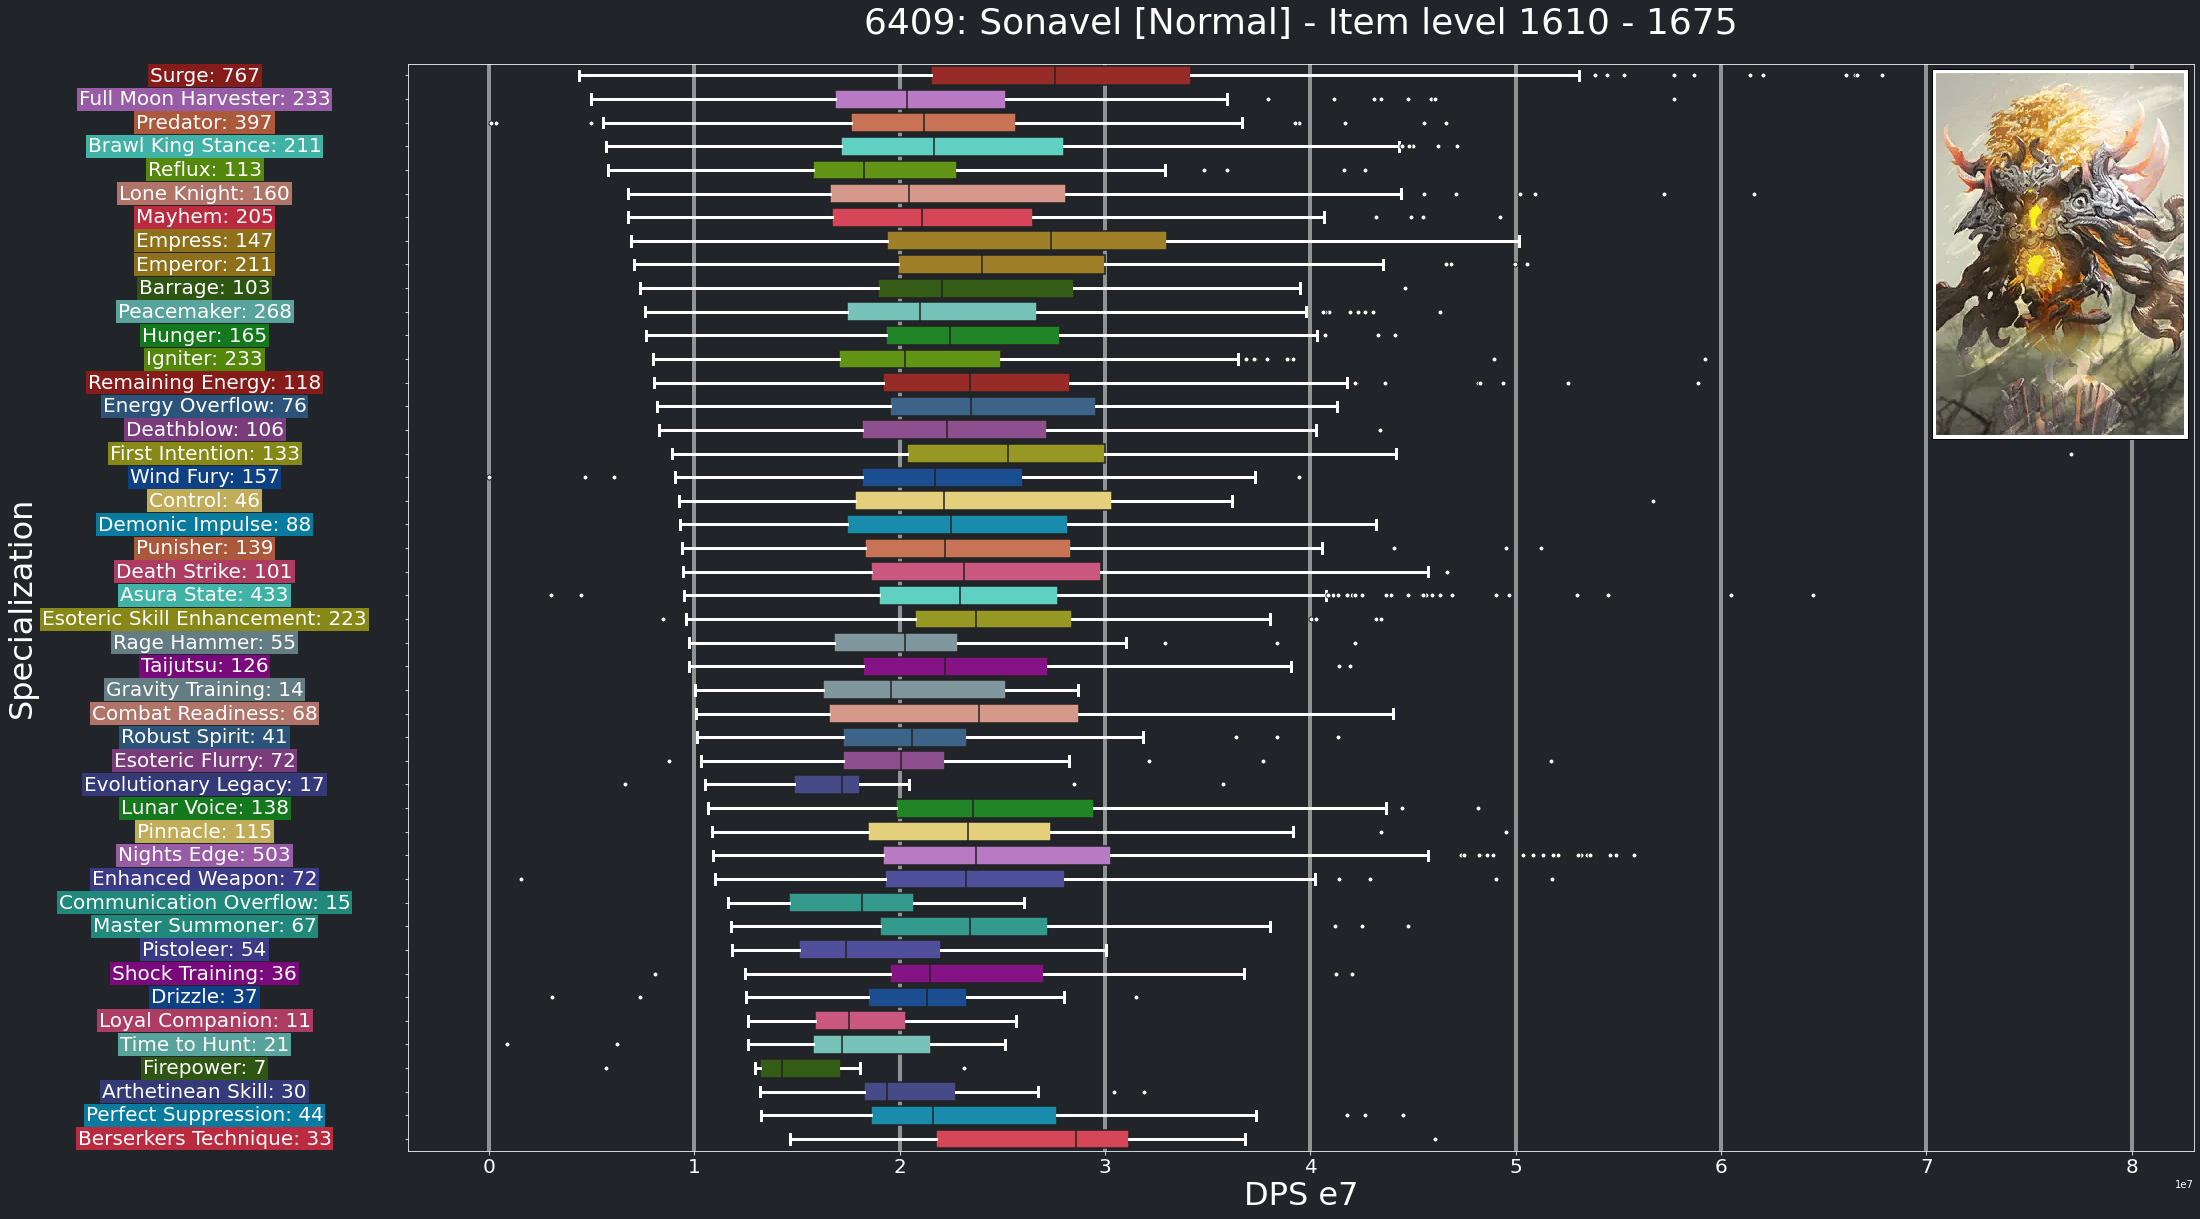 6409: Sonavel [Normal] - Item level 1610 - 1675
Surge: 767
Full Moon Harvester: 233
Predator: 397
Brawl King Stance: 211
Reflux: 113
Lone Knight: 160
Mayhem: 205
Empress: 147
Emperor: 211
Barrage: 103
Peacemaker: 268
Hunger: 165
Igniter: 233
Remaining Energy: 118
Energy Overflow: 76
Deathblow: 106
First Intention: 133
Wind Fury: 157
Control: 46
Demonic Impulse: 88
Punisher: 139
Death Strike: 101
Asura State: 433
Esoteric Skill Enhancement: 223
Rage Hammer: 55
Taijutsu: 126
Gravity Training: 14
Combat Readiness: 68
Robust Spirit: 41
Esoteric Flurry: 72
Evolutionary Legacy: 17
Lunar Voice: 138
Pinnacle: 115
Nights Edge: 503
Enhanced Weapon: 72
Communication Overflow: 15
Master Summoner: 67
Pistoleer: 54
Shock Training: 36
Drizzle: 37
Loyal Companion: 11
Time to Hunt: 21
Firepower: 7
Arthetinean Skill: 30
Perfect Suppression: 44
Berserkers Technique: 33
Specialization
0 1 2 3 4 5 6 7 8
DPS e7
1e7